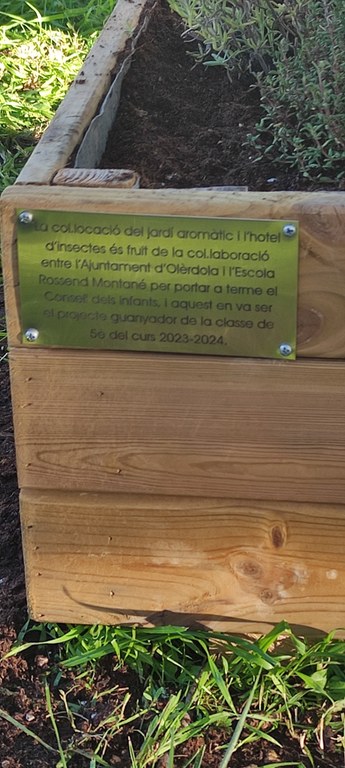 La col.locació del jardí aromàtic i l'hotel
d'insectes és fruit de la col.laboració
entre l'Ajuntament d'Olèrdola i l'Escola
Rossend Montané per portar a terme el
Consell dels infants, i aquest en va ser
el projecte guanyador de la classe de
5è del curs 2023-2024.